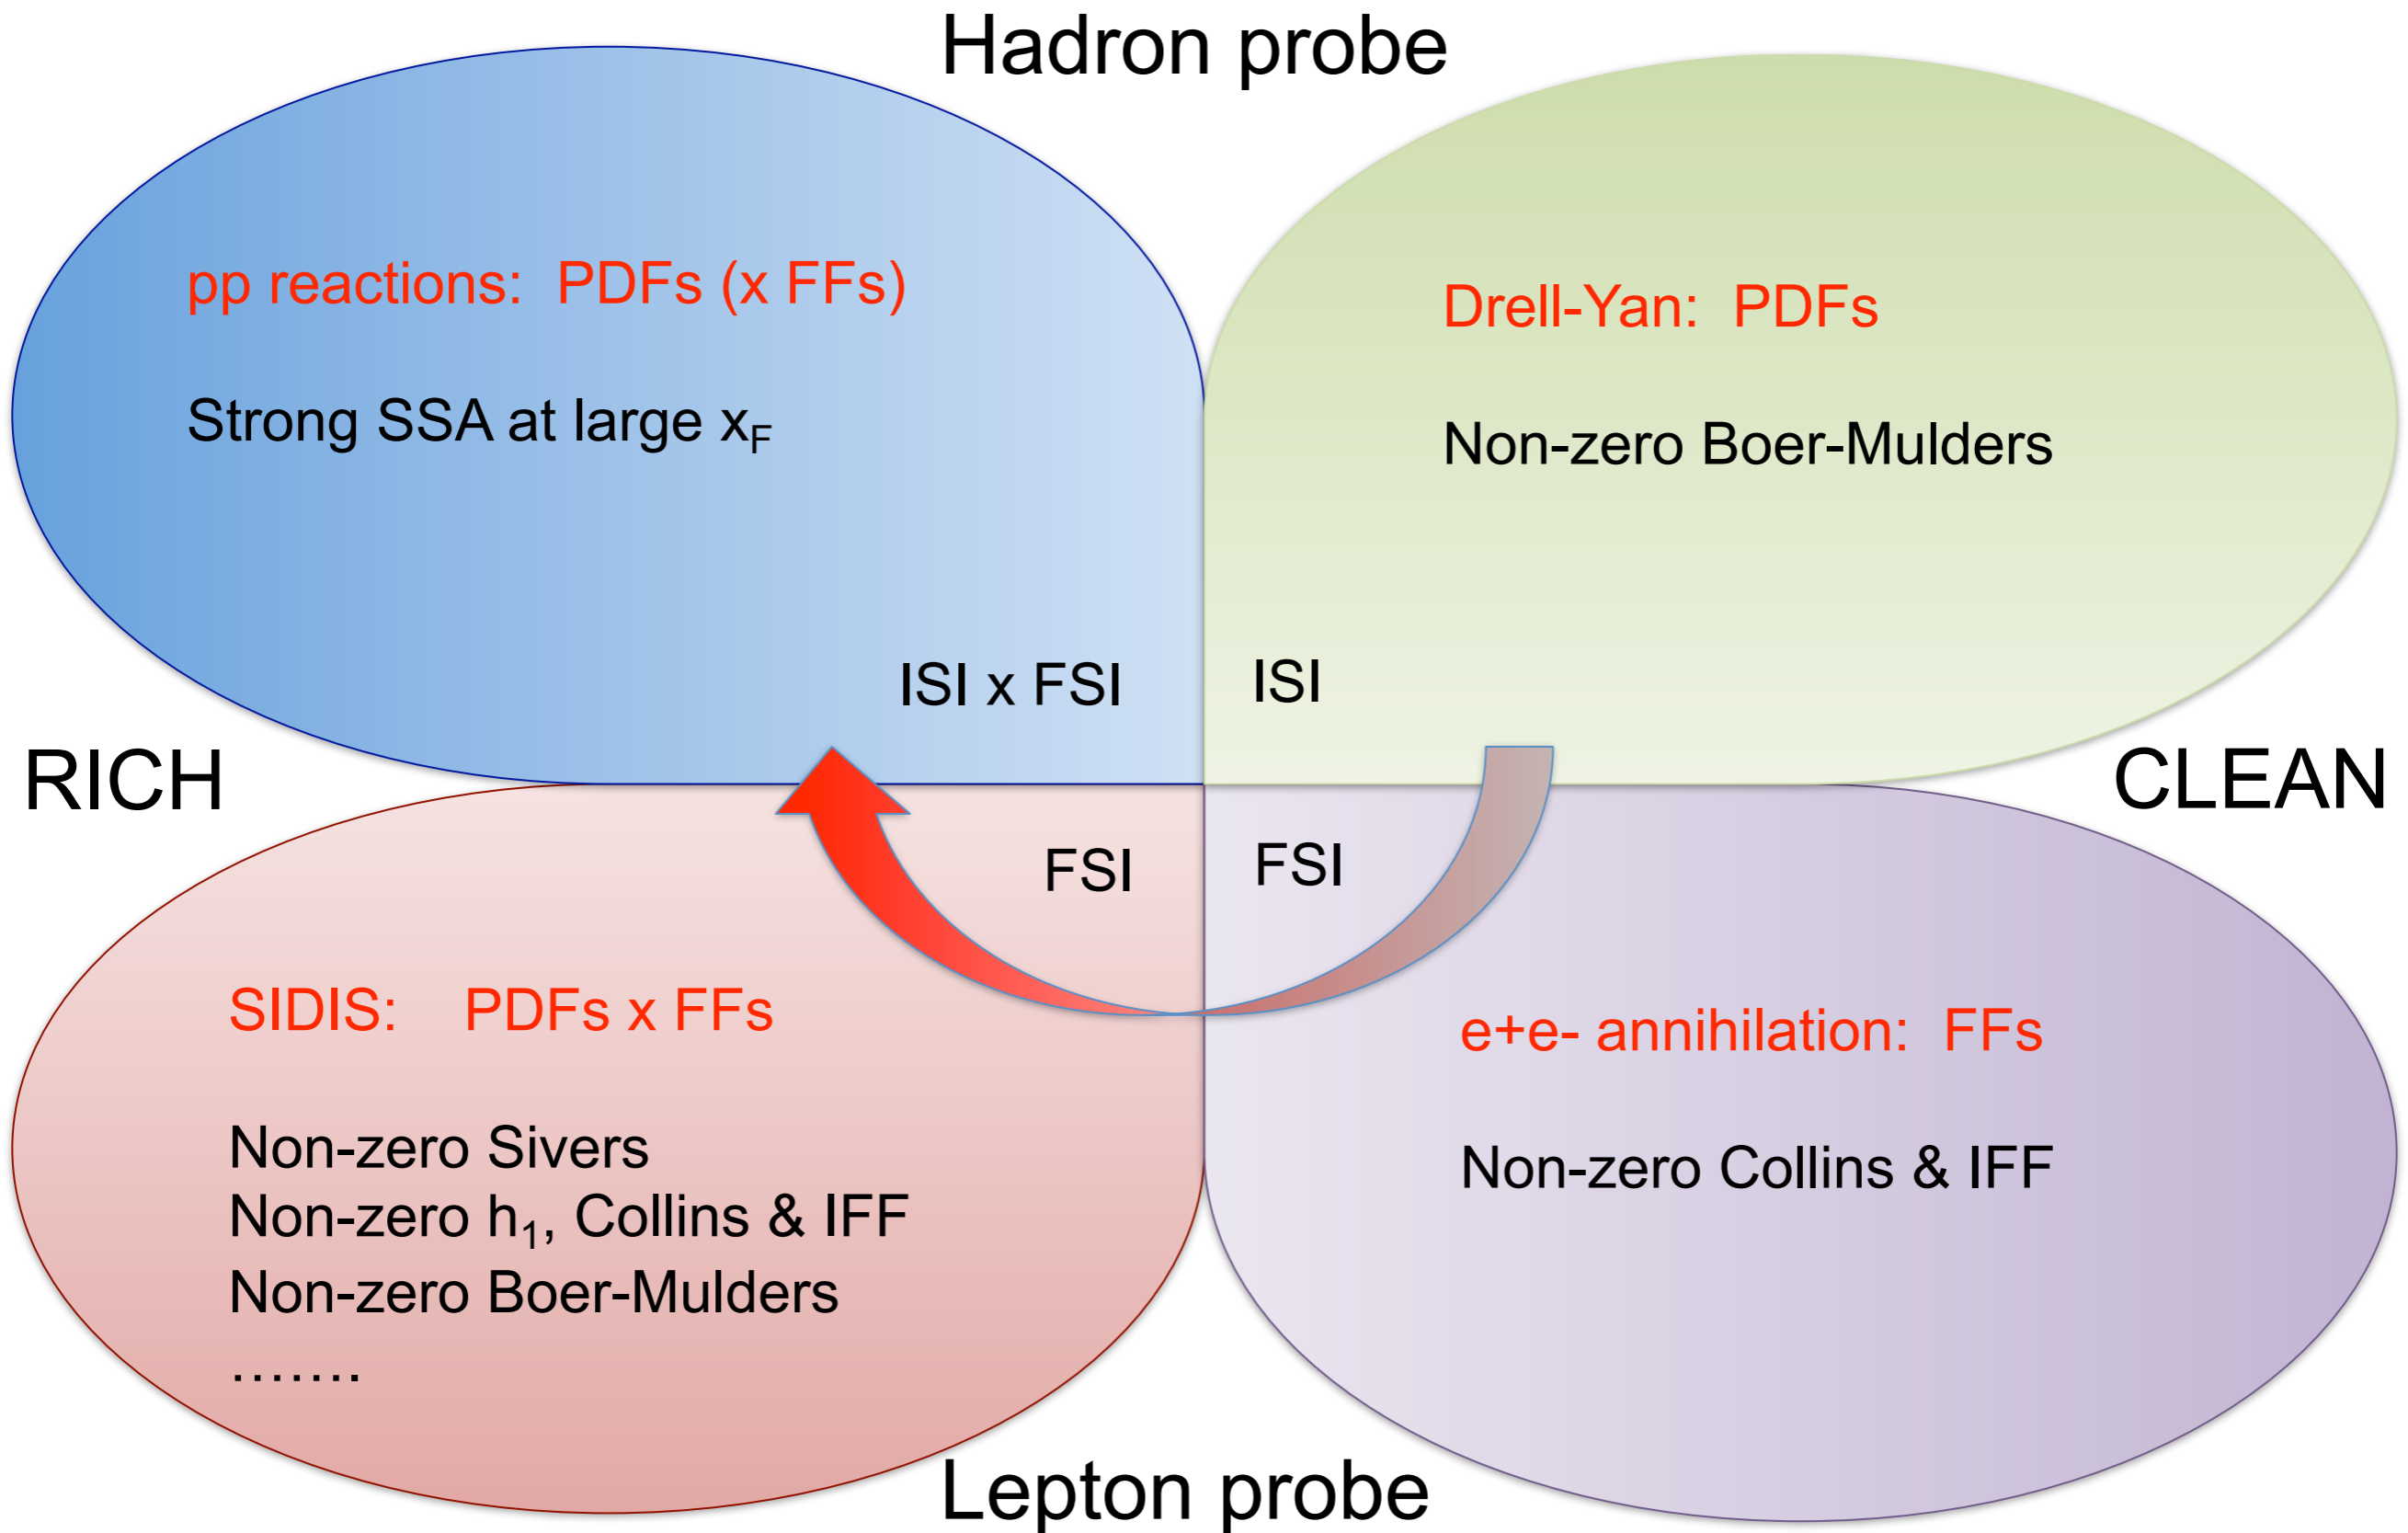 Hadron probe
pp reactions:  PDFs (x FFs)
Strong SSA at large x_F
ISI x FSI
Drell-Yan:  PDFs
Non-zero Boer-Mulders
ISI
RICH
CLEAN
FSI
SIDIS:    PDFs x FFs
Non-zero Sivers
Non-zero h₁, Collins & IFF
Non-zero Boer-Mulders
…….
FSI
e+e- annihilation:  FFs
Non-zero Collins & IFF
Lepton probe